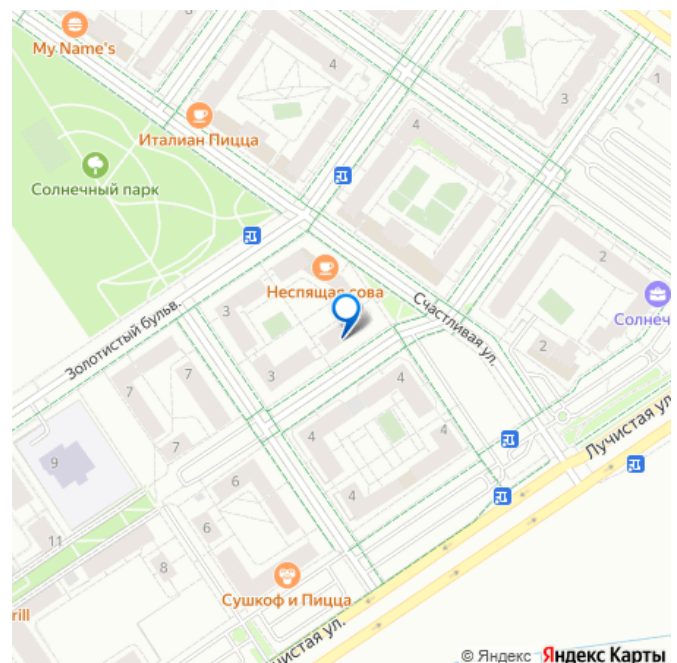 My Name's
4
1
3
Италиан Пицца
4
Солнечный парк
2
Неспящая сова
Счастливая ул.
Солнеч
3
Золотистый бульв.
2
7
7
3
4
Лучистая ул
7
4
9
6
4
6
11
8
Сушкоф и Пицца
rill
чистая ул.
© Яндекс Яндекс Карты